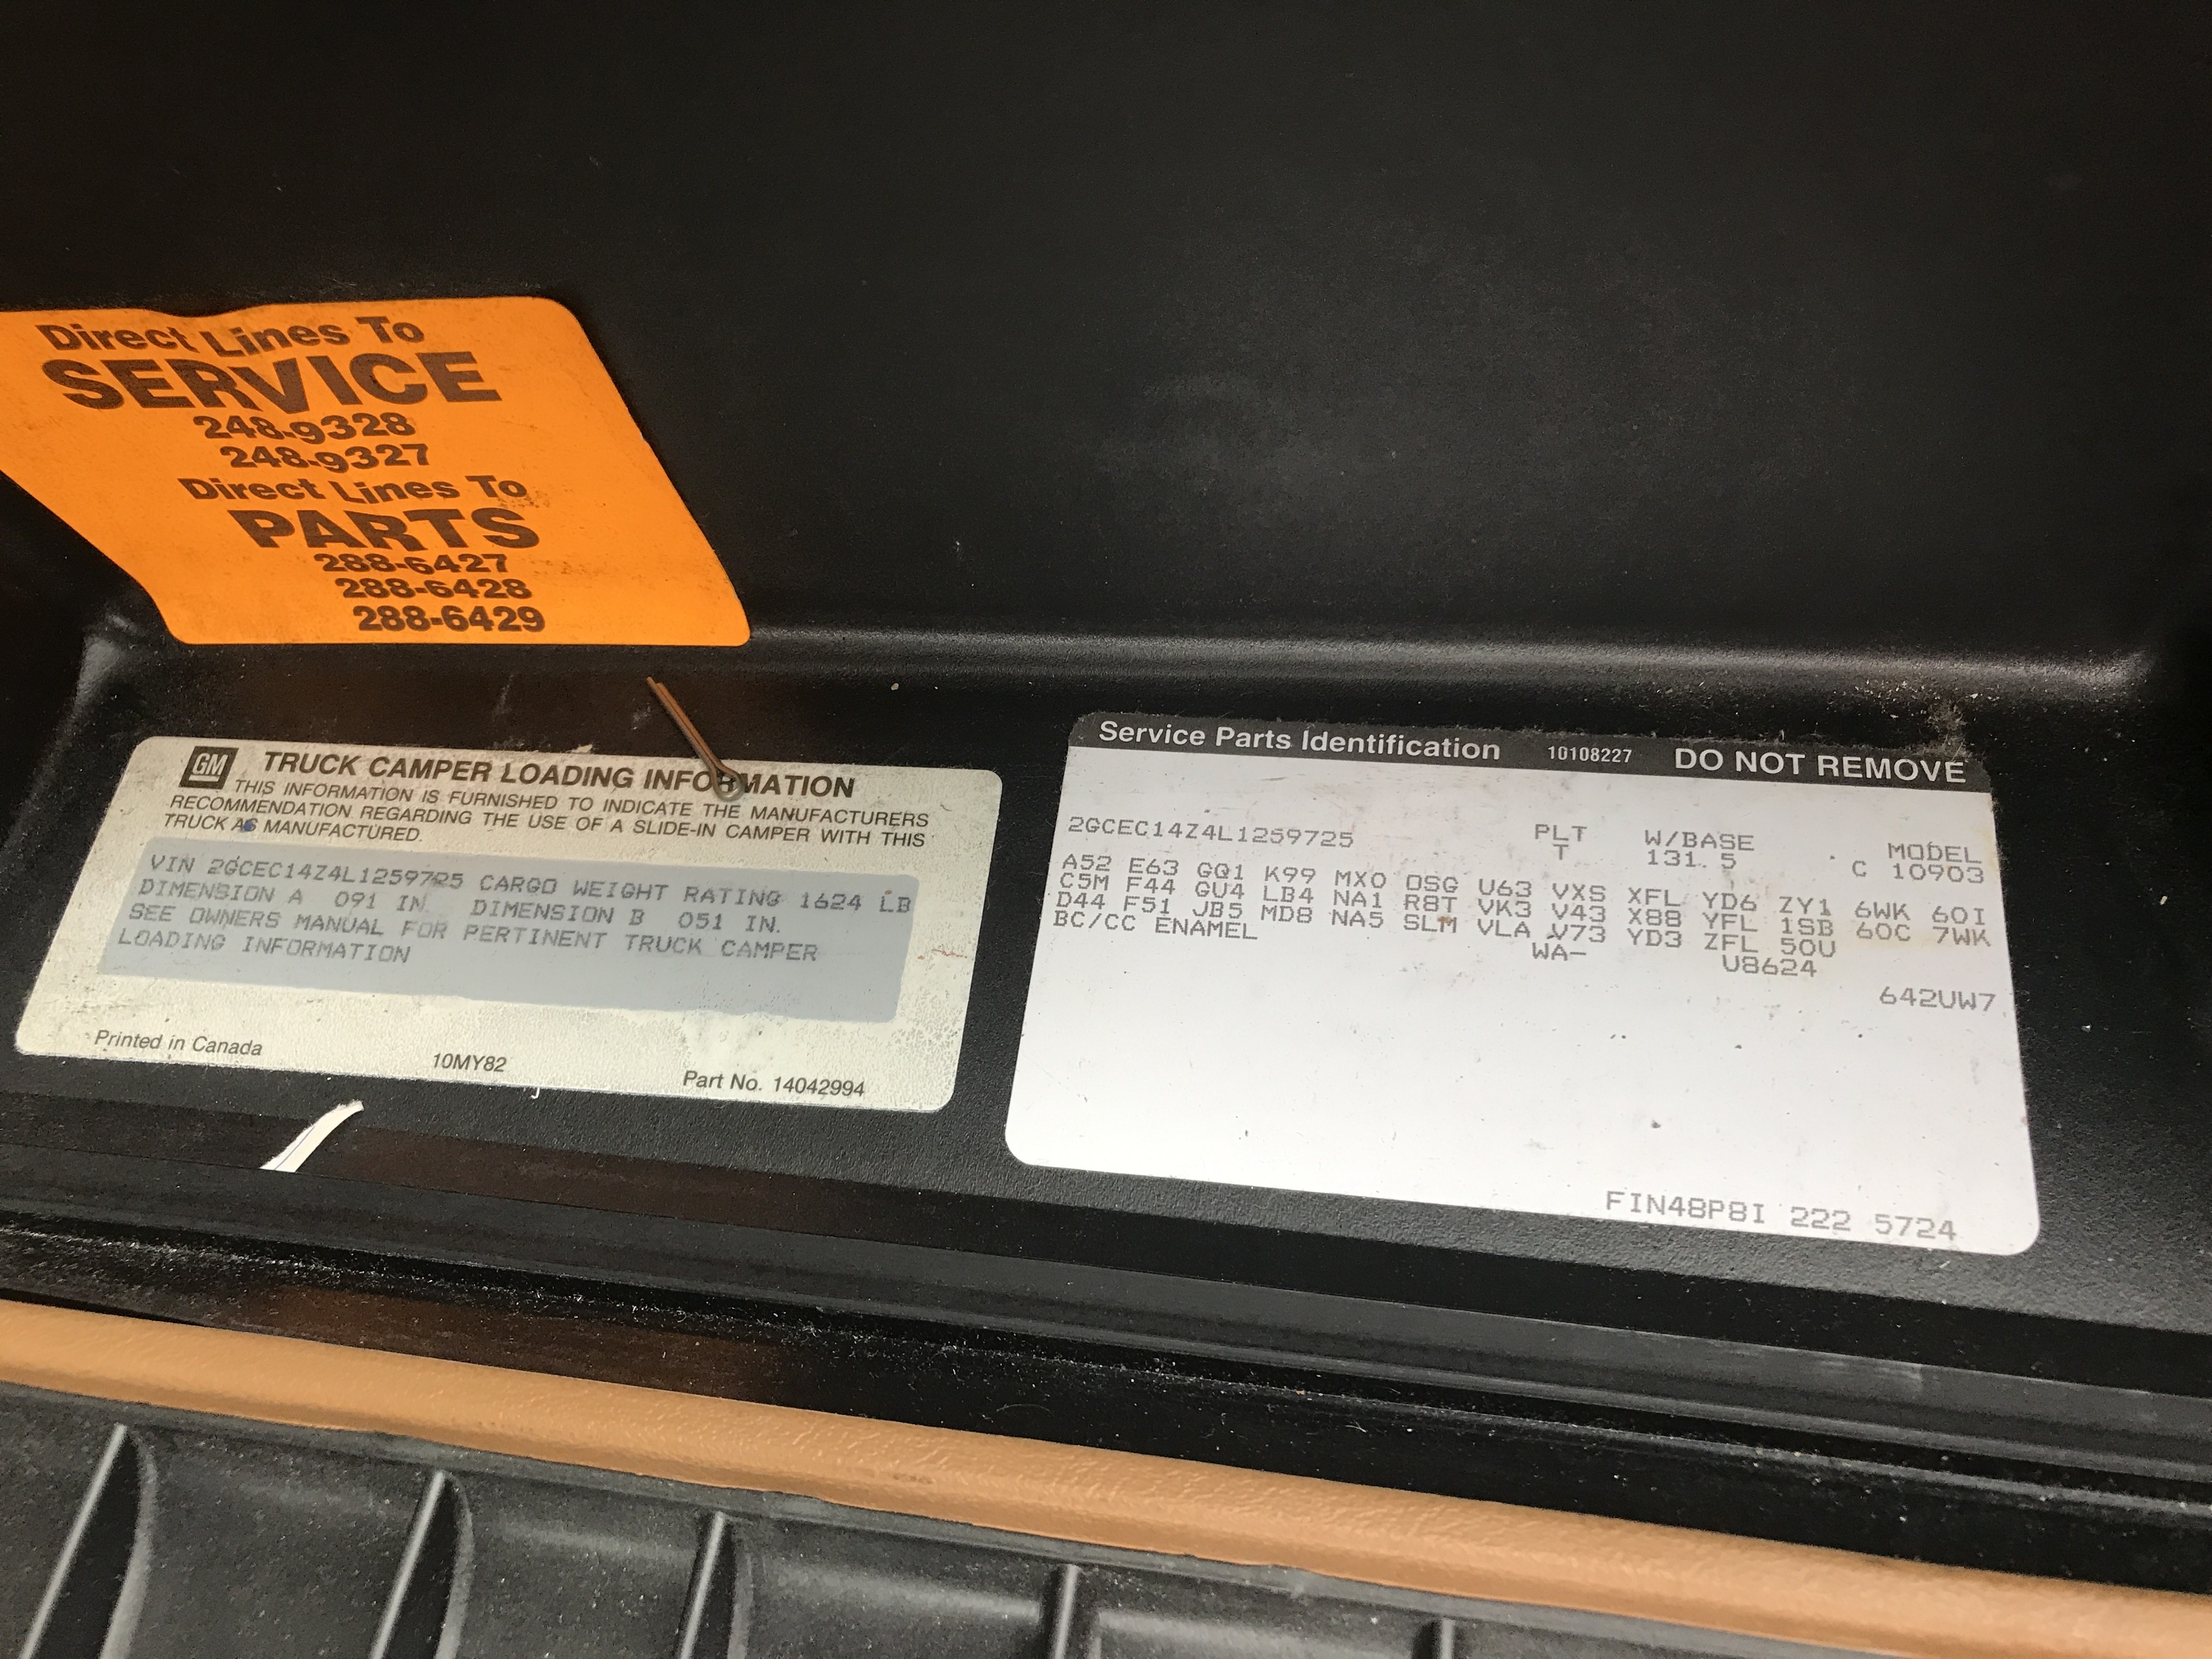 Direct Lines To
SERVICE
248-9328
248-9327
Direct Lines To
PARTS
288-6427
288-6428
288-6429
GM TRUCK CAMPER LOADING INFORMATION
THIS INFORMATION IS FURNISHED TO INDICATE THE MANUFACTURERS
RECOMMENDATION REGARDING THE USE OF A SLIDE-IN CAMPER WITH THIS
TRUCK AS MANUFACTURED.
VIN 2GCEC14Z4L1259725 CARGO WEIGHT RATING 1624 LB
DIMENSION A 091 IN. DIMENSION B 051 IN.
SEE OWNERS MANUAL FOR PERTINENT TRUCK CAMPER
LOADING INFORMATION
Printed in Canada 10MY82 Part No. 14042994
Service Parts Identification 10108227 DO NOT REMOVE
2GCEC14Z4L1259725 PLT W/BASE MODEL
T 131.5 C 10903
A52 E63 GQ1 K99 MX0 OSG U63 VXS XFL YD6 ZY1 6WK 60I
C5M F44 GU4 LB4 NA1 R8T VK3 V43 X88 YFL 1SB 60C 7WK
D44 F51 JB5 MD8 NA5 SLM VLA V73 YD3 ZFL 50U
BC/CC ENAMEL WA- U8624
642UW7
FIN48P8I 222 5724